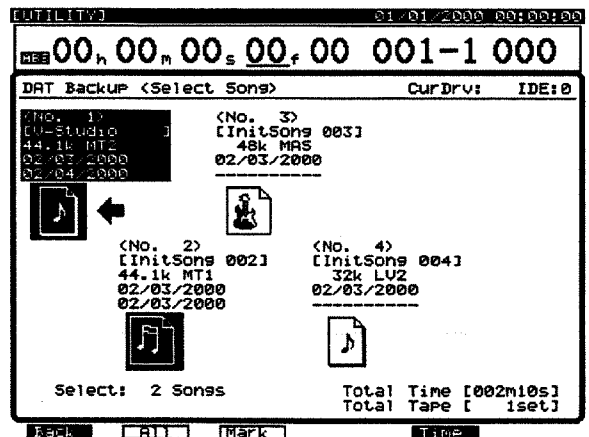 [UTILITY] 01/01/2000 00:00:00
00h 00m 00s 00f 00 001-1 000
DAT Backup <Select Song> CurDrv: IDE:0
(No. 1)
[V-Studio ]
44.1k MT2
02/03/2000
02/04/2000
(No. 3)
[InitSong 003]
48k MAS
02/03/2000
----------
(No. 2)
[InitSong 002]
44.1k MT1
02/03/2000
02/03/2000
(No. 4)
[InitSong 004]
32k LV2
02/03/2000
----------
Select: 2 Songs
Total Time [002m10s]
Total Tape [ 1set]
Back All Mark Time